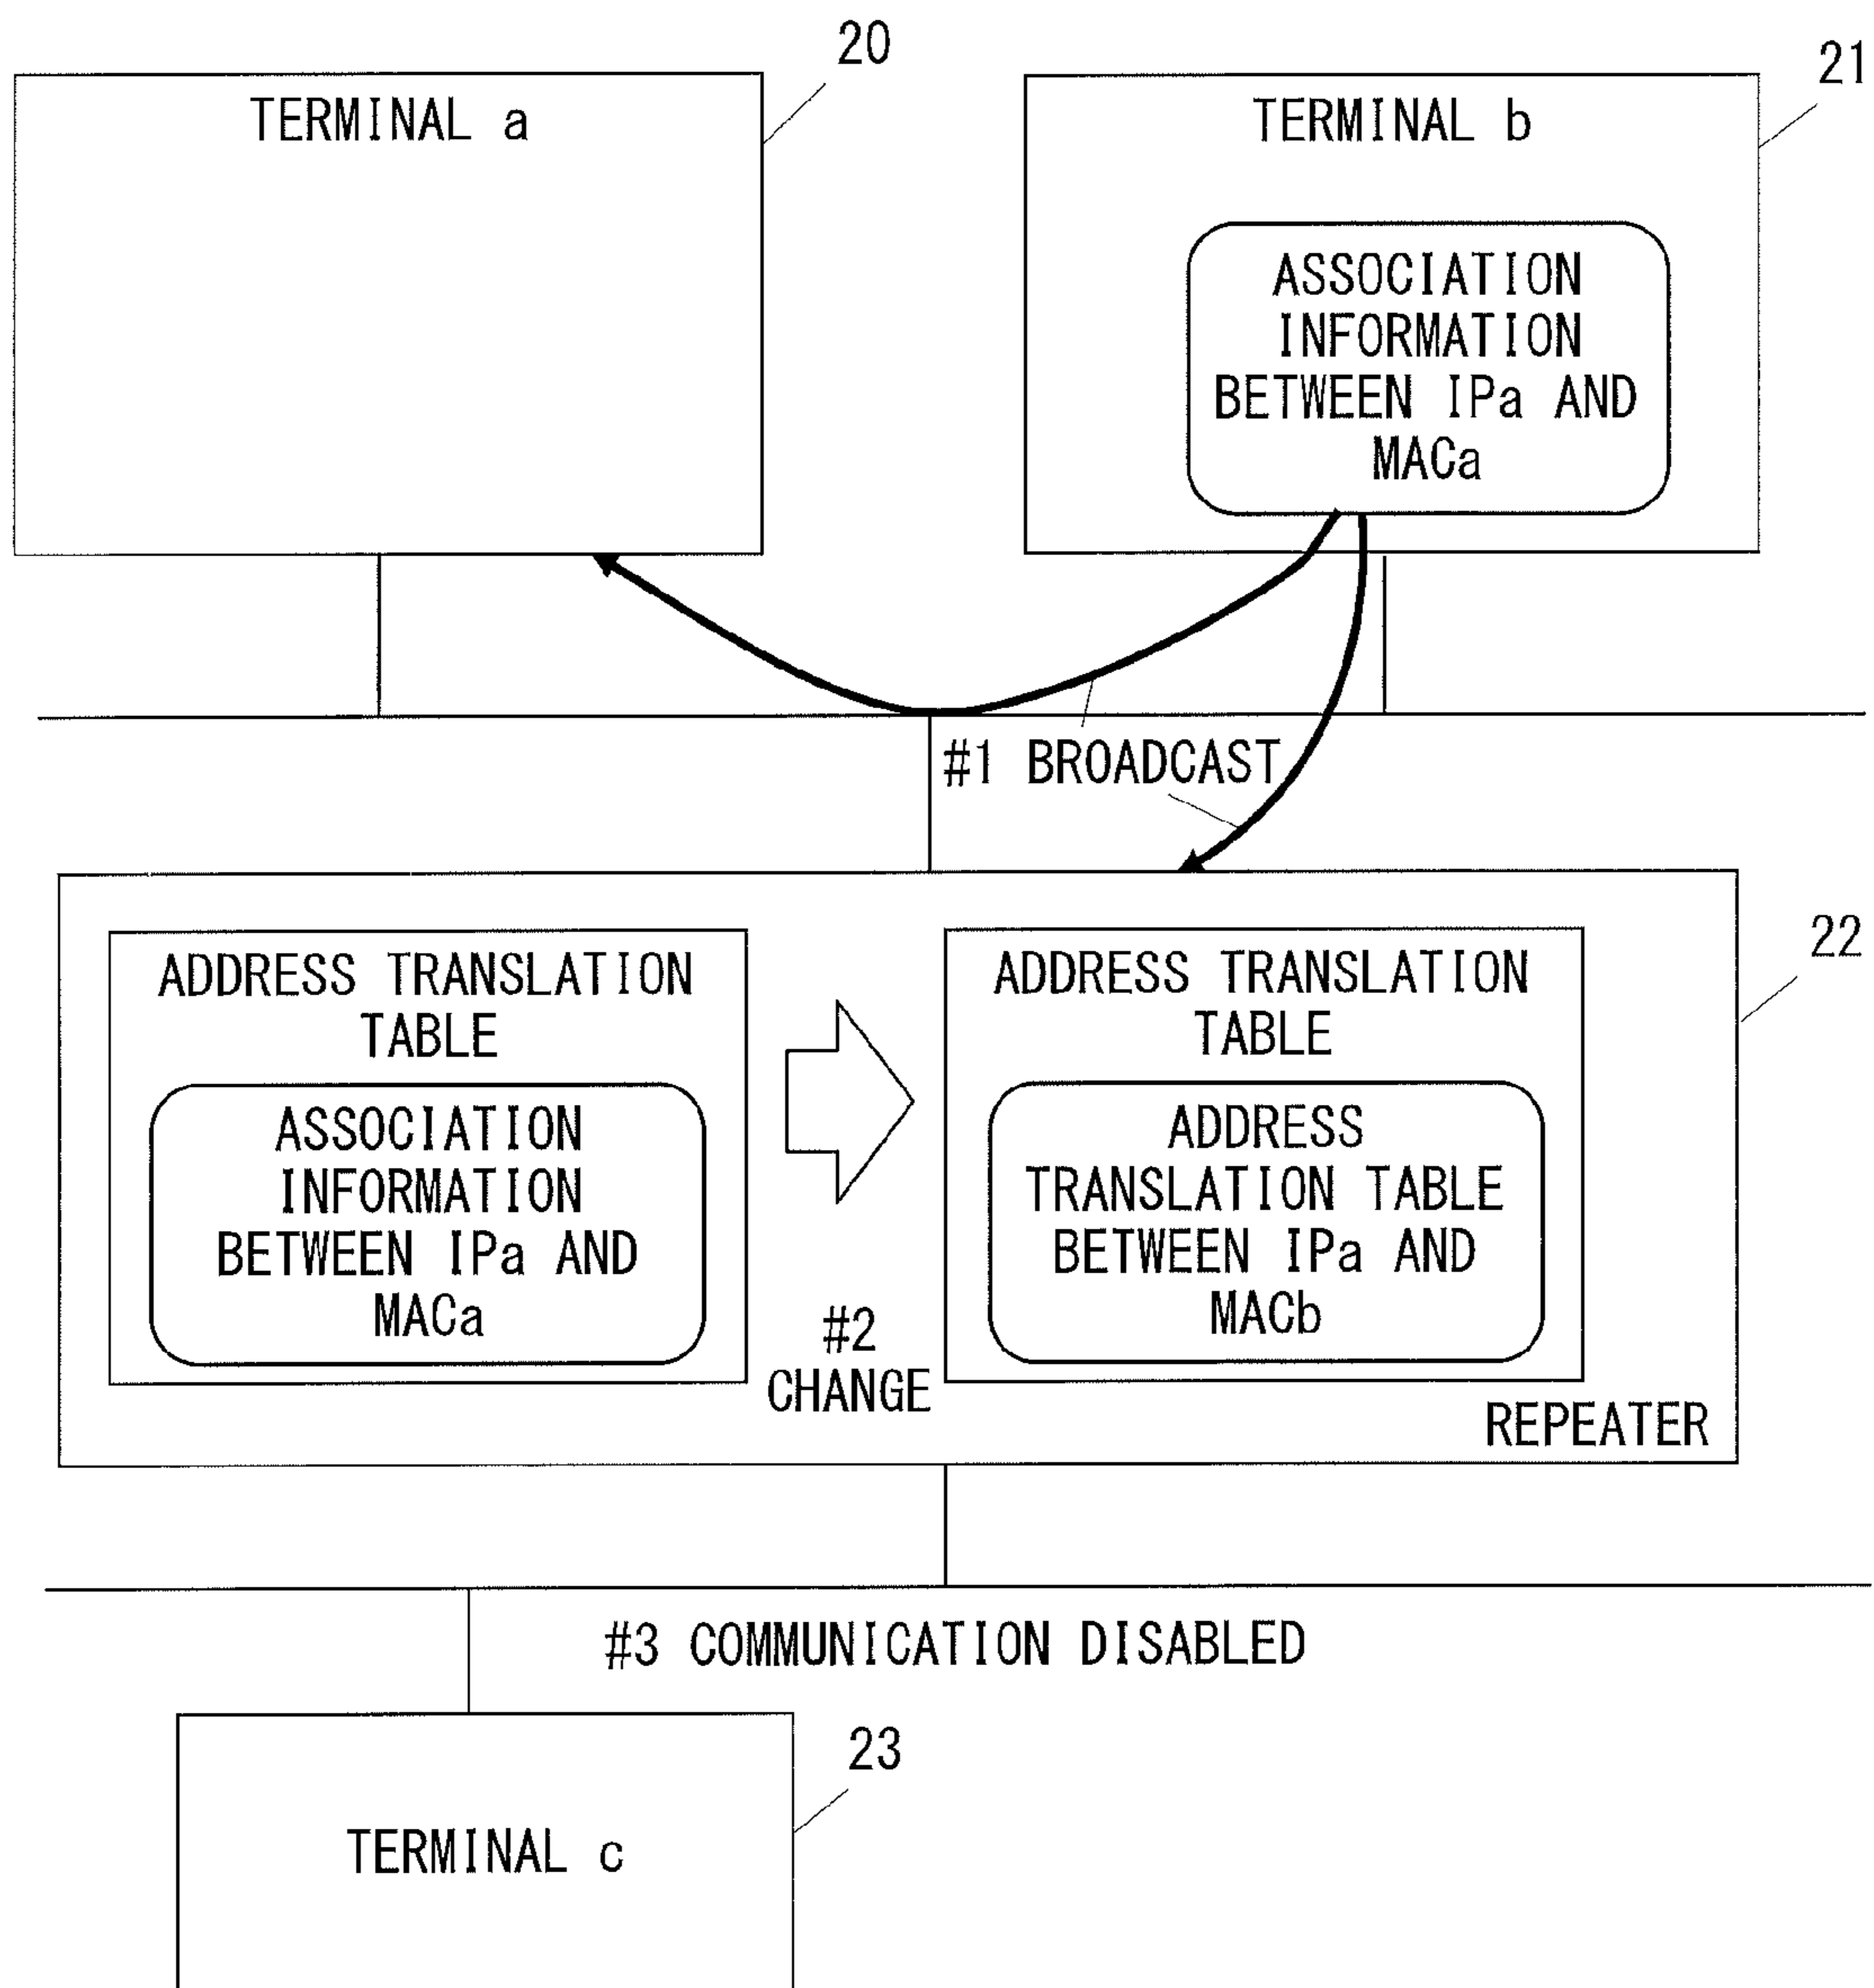 20
TERMINAL a
21
TERMINAL b
ASSOCIATION
INFORMATION
BETWEEN IPa AND
MACa
#1 BROADCAST
22
ADDRESS TRANSLATION
TABLE
ASSOCIATION
INFORMATION
BETWEEN IPa AND
MACa
#2
CHANGE
ADDRESS TRANSLATION
TABLE
ADDRESS
TRANSLATION TABLE
BETWEEN IPa AND
MACb
REPEATER
#3 COMMUNICATION DISABLED
23
TERMINAL c